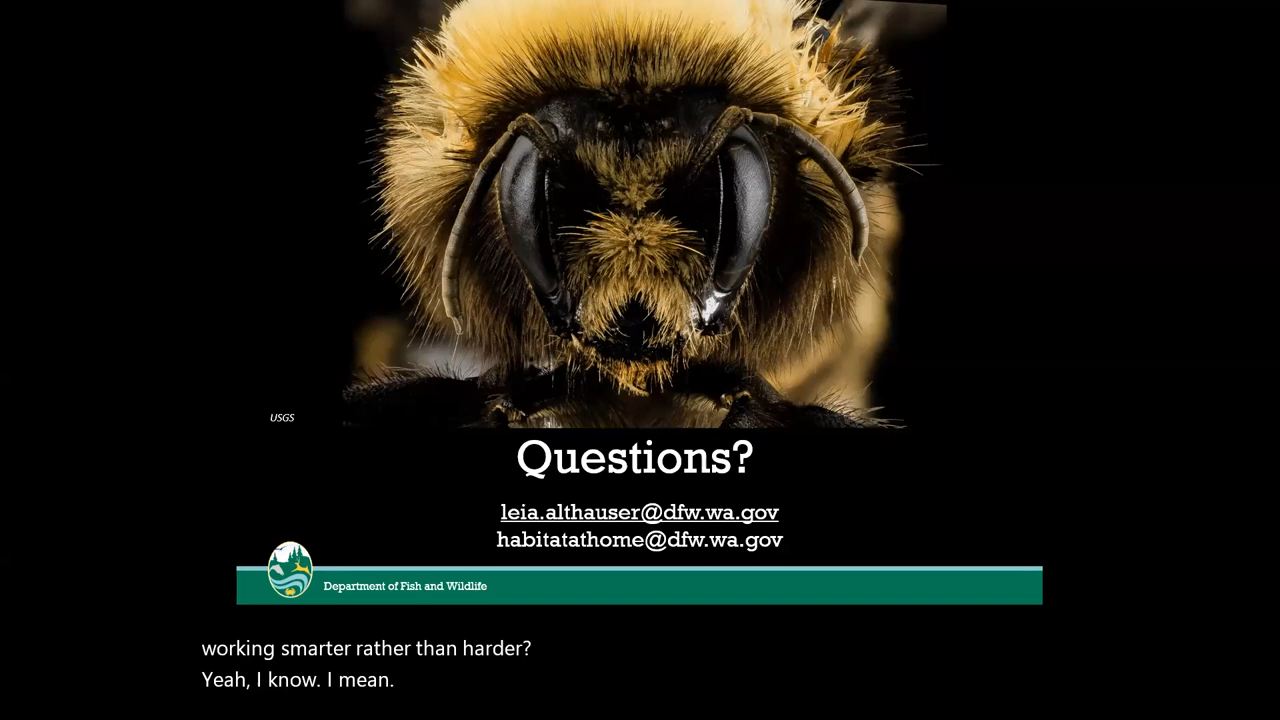 USGS
Questions?
leia.althauser@dfw.wa.gov
habitatathome@dfw.wa.gov
Department of Fish and Wildlife
working smarter rather than harder?
Yeah, I know. I mean.